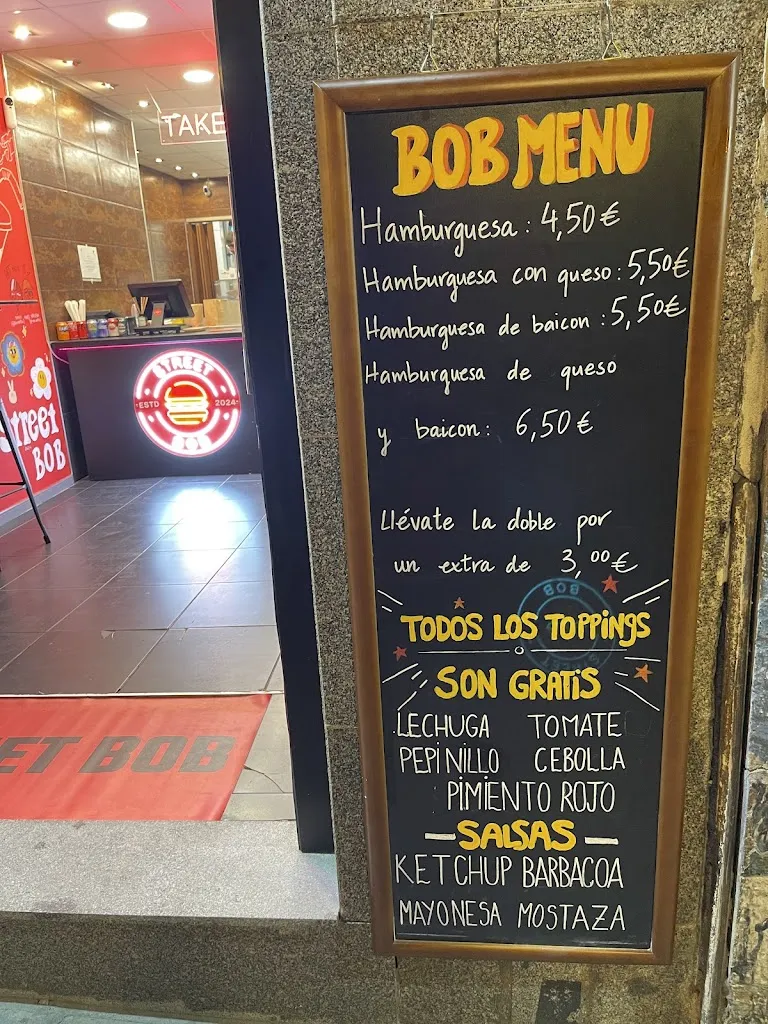 TAKE
STREET
ESTD 2024
BOB
Street
BOB
ET BOB
BOB MENU
Hamburguesa : 4,50€
Hamburguesa con queso : 5,50€
Hamburguesa de baicon : 5,50€
Hamburguesa de queso
y baicon : 6,50€
Llévate la doble por
un extra de 3,00€
BOB
TODOS LOS TOPPiNgS
SON GRATiS
LECHUGA TOMATE
PEPINILLO CEBOLLA
PIMIENTO ROJO
SALSAS
KETCHUP BARBACOA
MAYONESA MOSTAZA